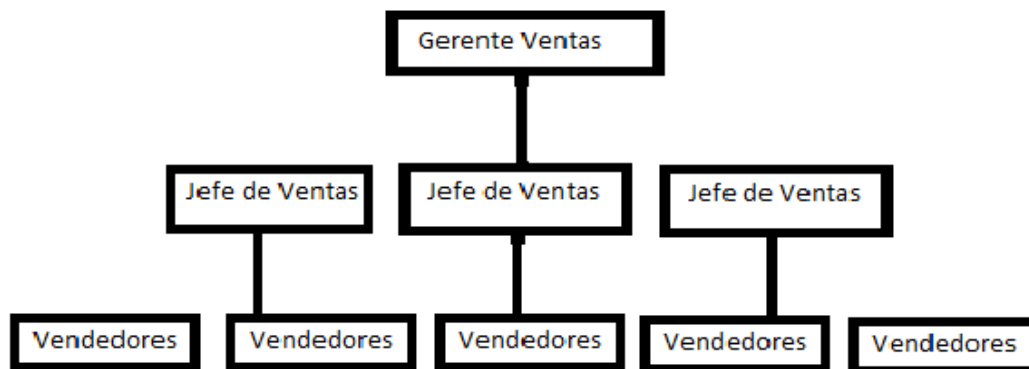 Gerente Ventas
Jefe de Ventas
Jefe de Ventas
Jefe de Ventas
Vendedores
Vendedores
Vendedores
Vendedores
Vendedores